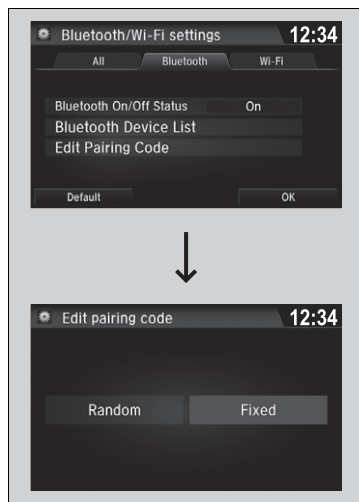 Bluetooth/Wi-Fi settings 12:34
All Bluetooth Wi-Fi
Bluetooth On/Off Status On
Bluetooth Device List
Edit Pairing Code
Default OK
Edit pairing code 12:34
Random Fixed